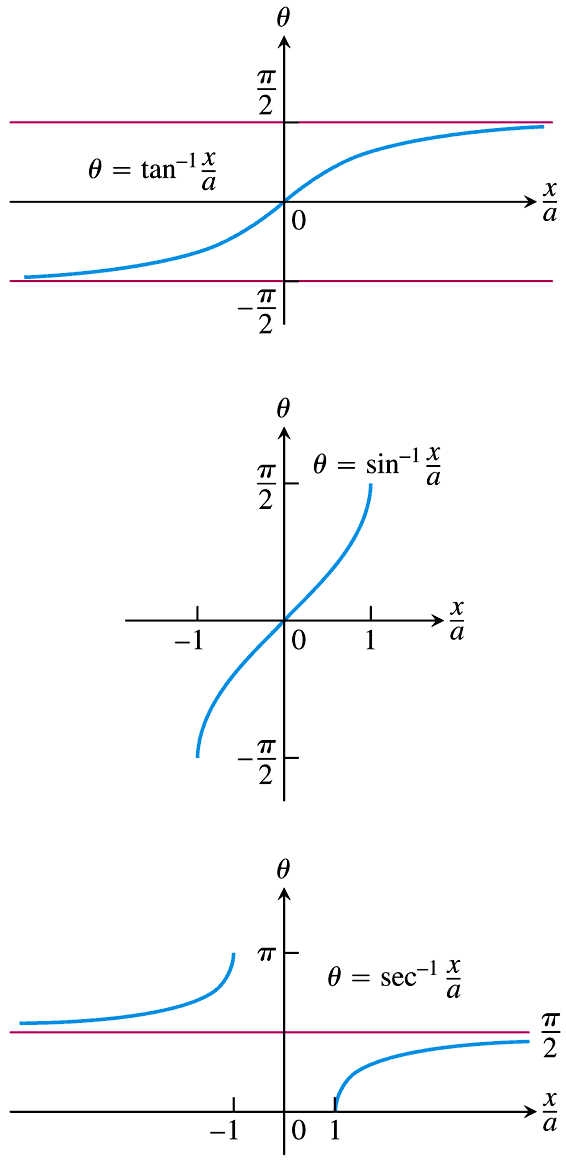 θ
π/2
θ = tan⁻¹ x/a
x/a
0
-π/2
θ
θ = sin⁻¹ x/a
π/2
x/a
-1 0 1
-π/2
θ
π
θ = sec⁻¹ x/a
π/2
x/a
-1 0 1